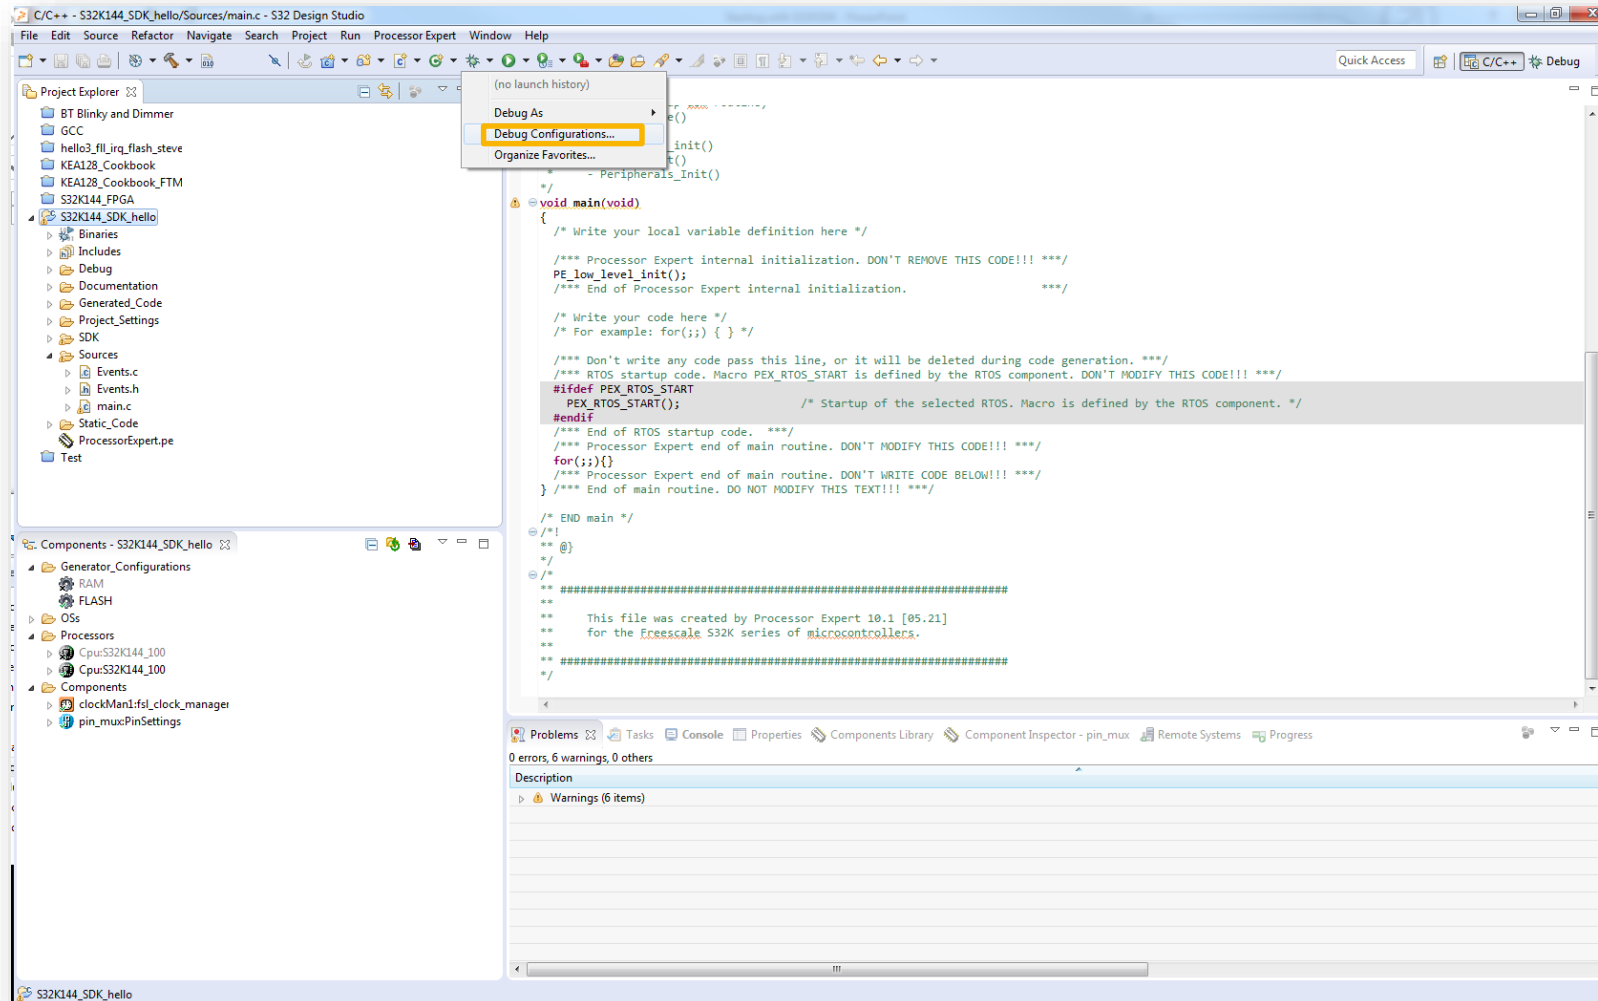 C/C++ - S32K144_SDK_hello/Sources/main.c - S32 Design Studio
File Edit Source Refactor Navigate Search Project Run Processor Expert Window Help
Quick Access
C/C++
Debug
(no launch history)
Debug As
Debug Configurations...
Organize Favorites...
Project Explorer
BT Blinky and Dimmer
GCC
hello3_fll_irq_flash_steve
KEA128_Cookbook
KEA128_Cookbook_FTM
S32K144_FPGA
S32K144_SDK_hello
Binaries
Includes
Debug
Documentation
Generated_Code
Project_Settings
SDK
Sources
Events.c
Events.h
main.c
Static_Code
ProcessorExpert.pe
Test
e()
_init()
t()
* - Peripherals_Init()
*/
void main(void)
{
/* Write your local variable definition here */
/*** Processor Expert internal initialization. DON'T REMOVE THIS CODE!!! ***/
PE_low_level_init();
/*** End of Processor Expert internal initialization. ***/
/* Write your code here */
/* For example: for(;;) { } */
/*** Don't write any code pass this line, or it will be deleted during code generation. ***/
/*** RTOS startup code. Macro PEX_RTOS_START is defined by the RTOS component. DON'T MODIFY THIS CODE!!! ***/
#ifdef PEX_RTOS_START
PEX_RTOS_START(); /* Startup of the selected RTOS. Macro is defined by the RTOS component. */
#endif
/*** End of RTOS startup code. ***/
/*** Processor Expert end of main routine. DON'T MODIFY THIS CODE!!! ***/
for(;;){}
/*** Processor Expert end of main routine. DON'T WRITE CODE BELOW!!! ***/
} /*** End of main routine. DO NOT MODIFY THIS TEXT!!! ***/
/* END main */
/*!
** @}
*/
/*
** ###################################################################
**
** This file was created by Processor Expert 10.1 [05.21]
** for the Freescale S32K series of microcontrollers.
**
** ###################################################################
*/
Components - S32K144_SDK_hello
Generator_Configurations
RAM
FLASH
OSs
Processors
Cpu:S32K144_100
Cpu:S32K144_100
Components
clockMan1:fsl_clock_manager
pin_mux:PinSettings
Problems Tasks Console Properties Components Library Component Inspector - pin_mux Remote Systems Progress
0 errors, 6 warnings, 0 others
Description
Warnings (6 items)
S32K144_SDK_hello